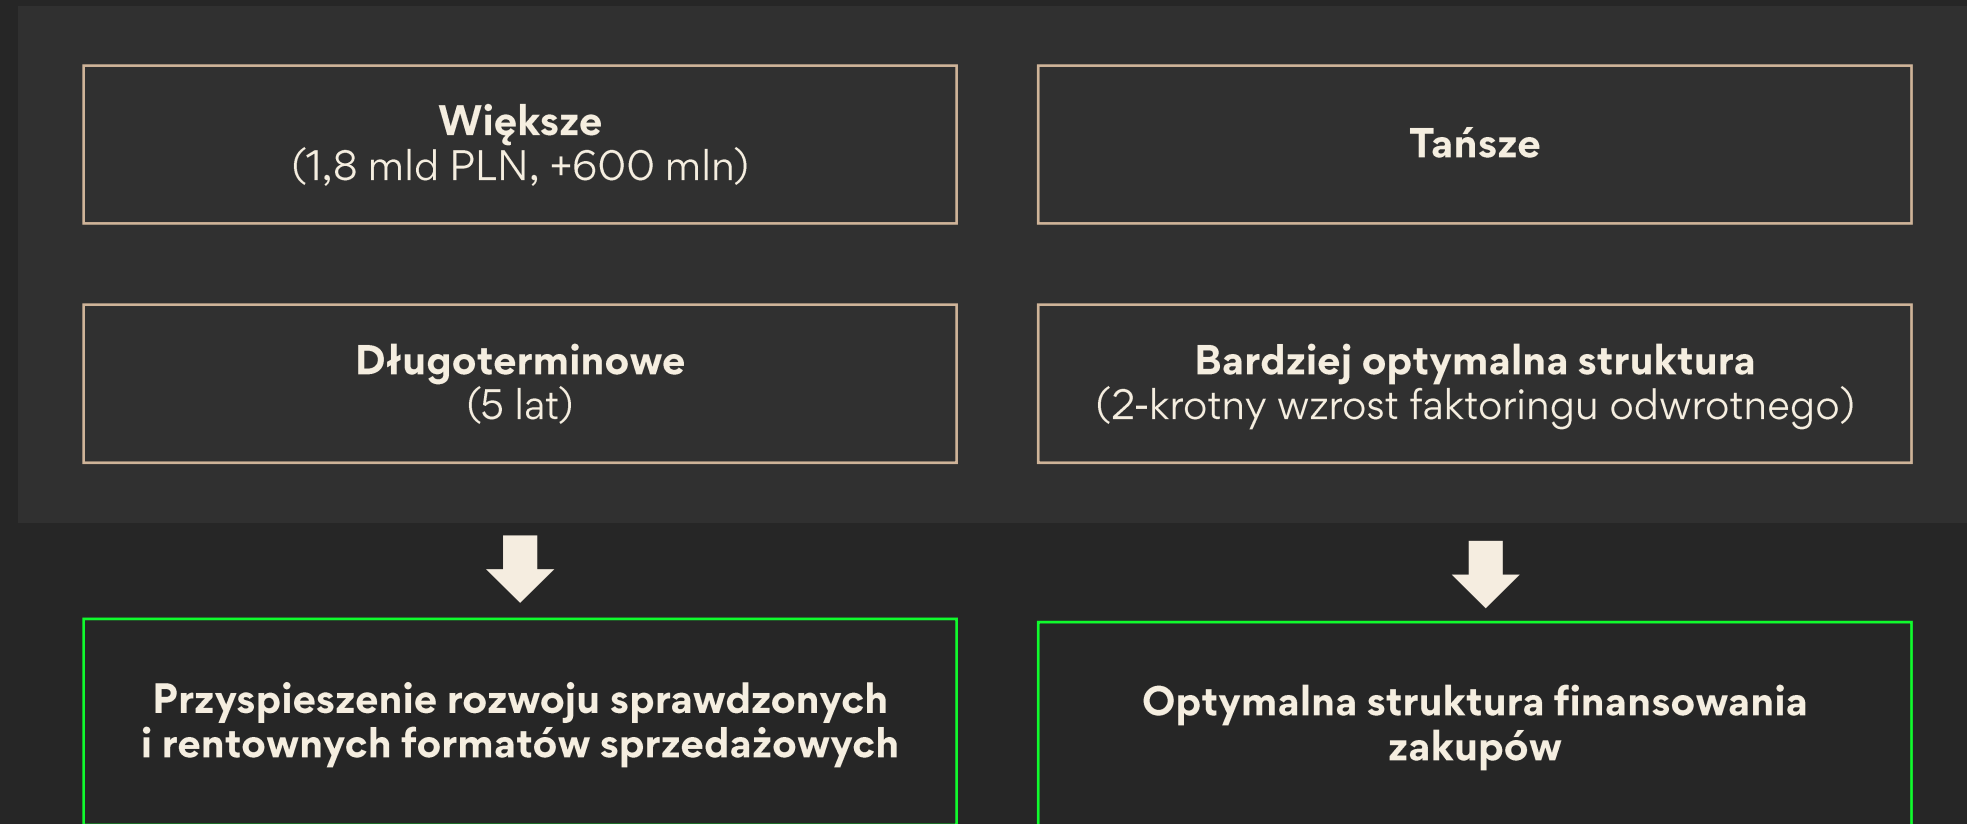 Większe
(1,8 mld PLN, +600 mln)
Tańsze
Długoterminowe
(5 lat)
Bardziej optymalna struktura
(2-krotny wzrost faktoringu odwrotnego)
Przyspieszenie rozwoju sprawdzonych
i rentownych formatów sprzedażowych
Optymalna struktura finansowania
zakupów